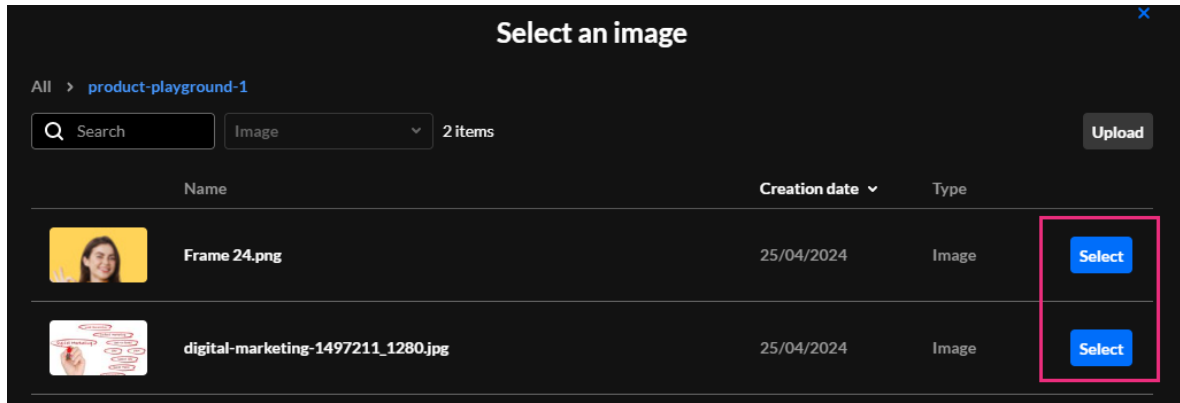 Select an image
All > product-playground-1
Search Image 2 items Upload
Name Creation date Type
Frame 24.png 25/04/2024 Image Select
digital-marketing-1497211_1280.jpg 25/04/2024 Image Select